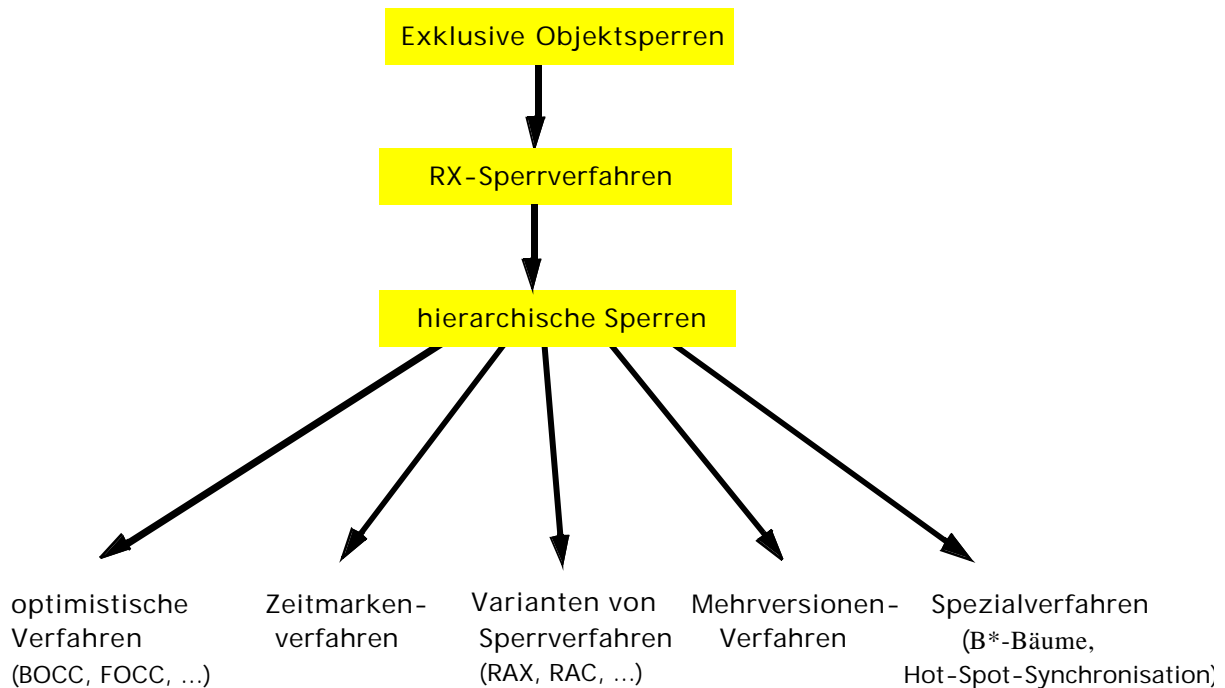 Exklusive Objektsperren
RX-Sperrverfahren
hierarchische Sperren
optimistische
Verfahren
(BOCC, FOCC, ...)
Zeitmarken-
verfahren
Varianten von
Sperrverfahren
(RAX, RAC, ...)
Mehrversionen-
Verfahren
Spezialverfahren
(B*-Bäume,
Hot-Spot-Synchronisation)